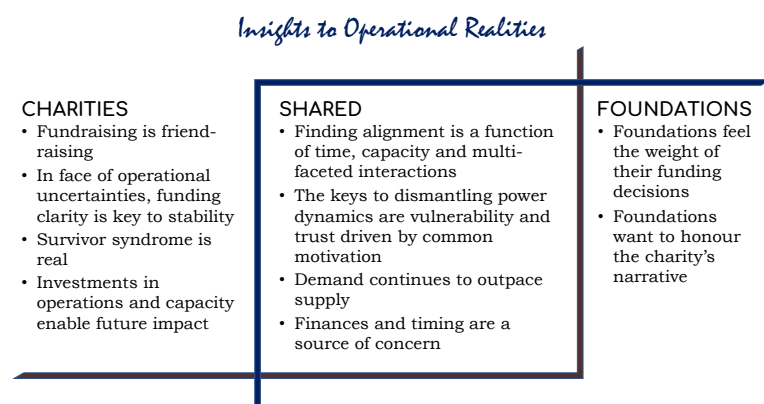 Insights to Operational Realities
CHARITIES
• Fundraising is friend-
raising
• In face of operational
uncertainties, funding
clarity is key to stability
• Survivor syndrome is
real
• Investments in
operations and capacity
enable future impact
SHARED
• Finding alignment is a function
of time, capacity and multi-
faceted interactions
• The keys to dismantling power
dynamics are vulnerability and
trust driven by common
motivation
• Demand continues to outpace
supply
• Finances and timing are a
source of concern
FOUNDATIONS
• Foundations feel
the weight of
their funding
decisions
• Foundations
want to honour
the charity's
narrative